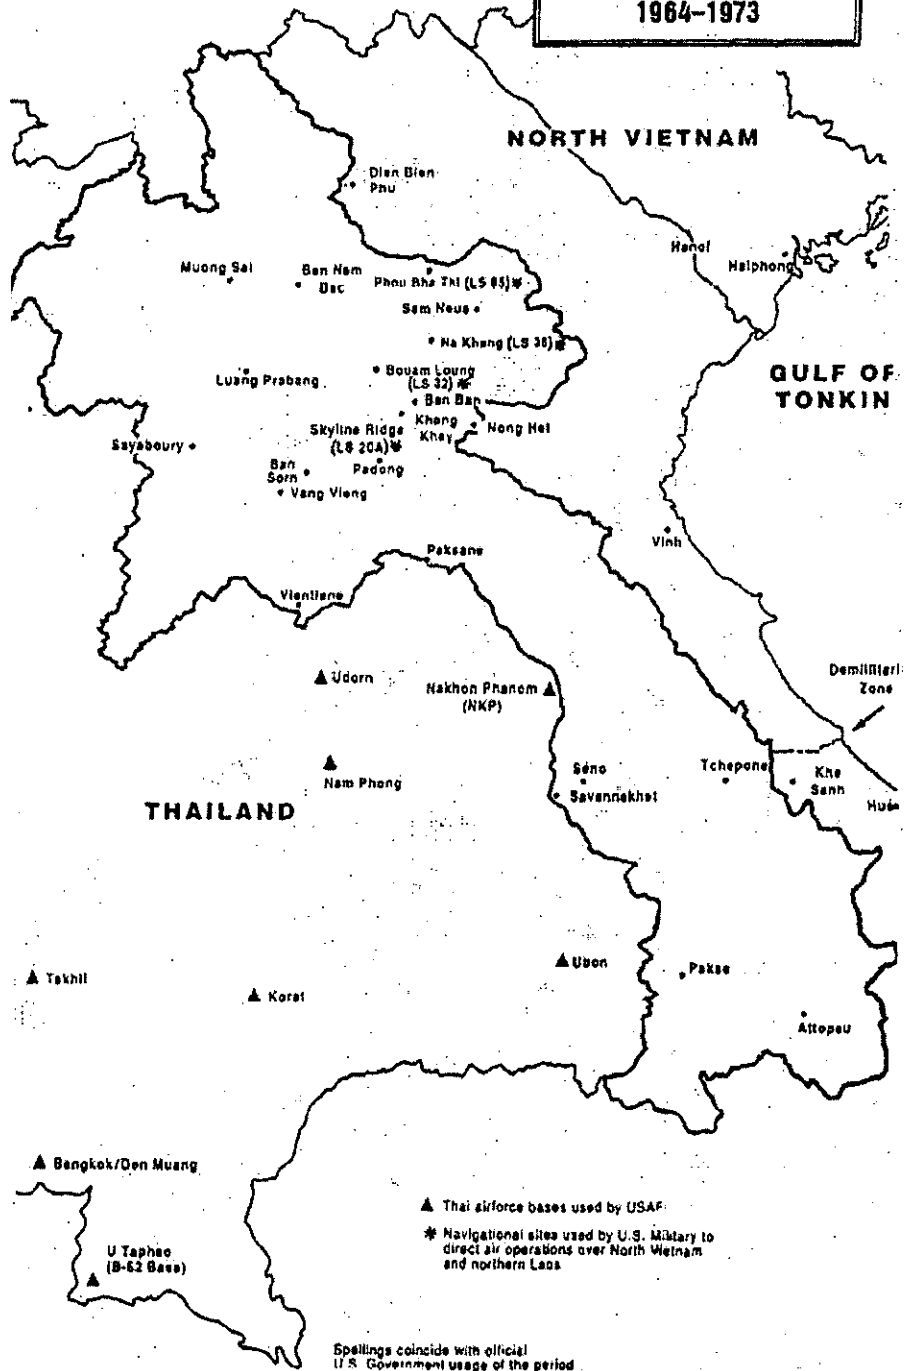 1964–1973
NORTH VIETNAM
Dien Bien
Phu
Hanoi
Haiphong
Muong Sai
Ban Nam
Bac
Phou Bha Thi (LS 85)
Sam Neua
Na Khang (LS 36)
Luang Prabang
Bouam Loung
(LS 32)
Ban Ban
GULF OF
TONKIN
Khang
Khay
Nong Het
Skyline Ridge
(LS 20A)
Sayaboury
Ban
Sorn
Padong
Vang Vieng
Vinh
Paksane
Vientiane
Udorn
Nakhon Phanom
(NKP)
Demilitari
Zone
Nam Phong
Seno
Savannakhet
Tchepone
Khe
Sanh
Hué
THAILAND
Takhli
Korat
Ubon
Pakse
Attopeu
Bangkok/Don Muang
U Taphao
(B-52 Base)
▲ Thai airforce bases used by USAF
✱ Navigational sites used by U.S. Military to
direct air operations over North Vietnam
and northern Laos
Spellings coincide with official
U.S. Government usage of the period